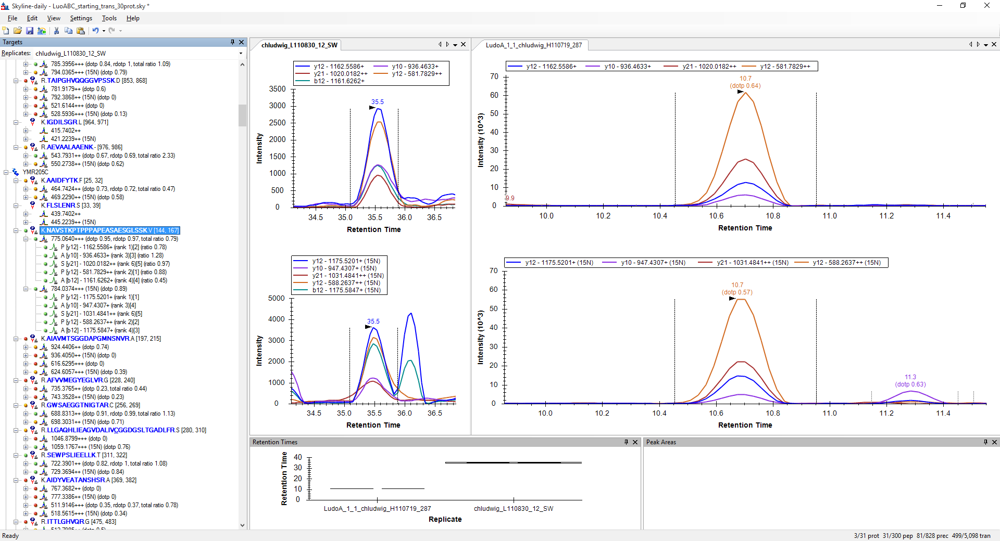 Skyline-daily - LuoABC_starting_trans_30prot.sky *
File Edit View Settings Tools Help
Targets
Replicates: chludwig_L110830_12_SW
785.3956+++ (dotp 0.84, rdotp 1, total ratio 1.09)
794.0365+++ (15N) (dotp 0.79)
R.TAIPGHVQQGGVPSSK.D [853, 868]
781.9179++ (dotp 0.6)
792.3868++ (15N) (dotp 0)
521.6144+++ (dotp 0)
528.5936+++ (15N) (dotp 0.13)
K.IGDILSGR.L [964, 971]
415.7402++
421.2239++ (15N)
R.AEVAALAAENK.- [976, 986]
543.7931++ (dotp 0.67, rdotp 0.69, total ratio 2.33)
550.2738++ (15N) (dotp 0.62)
YMR205C
K.AAIDFYTK.F [25, 32]
464.7424++ (dotp 0.73, rdotp 0.72, total ratio 0.47)
469.2290++ (15N) (dotp 0.58)
K.FLSLENR.S [33, 39]
439.7402++
445.2239++ (15N)
K.NAVSTKPTPPPAPEASAESGLSSK.V [144, 167]
775.0640+++ (dotp 0.95, rdotp 0.97, total ratio 0.79)
P [y12] - 1162.5586+ (rank 1)[2] (ratio 0.78)
A [y10] - 936.4633+ (rank 3)[3] (ratio 1.28)
S [y21] - 1020.0182++ (rank 6)[5] (ratio 0.97)
P [y12] - 581.7829++ (rank 2)[1] (ratio 0.88)
A [b12] - 1161.6262+ (rank 4)[4] (ratio 0.45)
784.0374+++ (15N) (dotp 0.89)
P [y12] - 1175.5201+ (rank 1)[1]
A [y10] - 947.4307+ (rank 3)[4]
S [y21] - 1031.4841++ (rank 6)[5]
P [y12] - 588.2637++ (rank 2)[2]
A [b12] - 1175.5847+ (rank 4)[3]
K.AIAVMTSGGDAPGMNSNVR.A [197, 215]
924.4406++ (dotp 0.74)
936.4050++ (15N) (dotp 0)
616.6295+++ (dotp 0)
624.6057+++ (15N) (dotp 0.39)
R.AFVVMEGYEGLVR.G [228, 240]
735.3765++ (dotp 0.23, total ratio 0.44)
743.3528++ (15N) (dotp 0.23)
R.GWSAEGGTNIGTAR.C [256, 269]
688.8313++ (dotp 0.91, rdotp 0.99, total ratio 1.13)
698.3031++ (15N) (dotp 0.71)
R.LLGAQHLIEAGVDALIVCGGDGSLTGADLFR.S [280, 310]
1046.8799+++ (dotp 0)
1059.1767+++ (15N) (dotp 0.76)
R.SEWPSLIEELLK.T [311, 322]
722.3901++ (dotp 0.82, rdotp 1, total ratio 1.08)
729.3694++ (15N) (dotp 0.84)
K.AIDYVEATANSHSR.A [369, 382]
767.3682++ (dotp 0)
777.3386++ (15N) (dotp 0)
511.9146+++ (dotp 0.35, rdotp 0.37, total ratio 0.78)
518.5615+++ (15N) (dotp 0.34)
R.ITTLGHVQR.G [475, 483]
chludwig_L110830_12_SW
y12 - 1162.5586+ y10 - 936.4633+
y21 - 1020.0182++ y12 - 581.7829++
b12 - 1161.6262+
3500
3000
2500
2000
1500
1000
500
0
Intensity
35.5
34.5 35.0 35.5 36.0 36.5
Retention Time
y12 - 1175.5201+ (15N)
y10 - 947.4307+ (15N)
y21 - 1031.4841++ (15N)
y12 - 588.2637++ (15N)
b12 - 1175.5847+ (15N)
5000
4000
3000
2000
1000
0
Intensity
35.5
34.5 35.0 35.5 36.0 36.5
Retention Time
LudoA_1_1_chludwig_H110719_287
y12 - 1162.5586+ y10 - 936.4633+ y21 - 1020.0182++ y12 - 581.7829++
70
60
50
40
30
20
10
0
Intensity (10^3)
10.7
(dotp 0.64)
9.9
10.0 10.2 10.4 10.6 10.8 11.0 11.2 11.4
Retention Time
y12 - 1175.5201+ (15N) y10 - 947.4307+ (15N) y21 - 1031.4841++ (15N) y12 - 588.2637++ (15N)
70
60
50
40
30
20
10
0
Intensity (10^3)
10.7
(dotp 0.57)
11.3
(dotp 0.63)
10.0 10.2 10.4 10.6 10.8 11.0 11.2 11.4
Retention Time
Retention Times
40
30
20
10
0
Retention Time
LudoA_1_1_chludwig_H110719_287 chludwig_L110830_12_SW
Replicate
Peak Areas
Ready
3/31 prot 31/300 pep 81/828 prec 499/5,098 tran